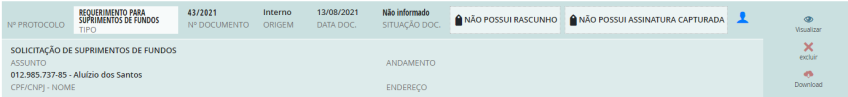 REQUERIMENTO PARA SUPRIMENTOS DE FUNDOS
43/2021 Interno 13/08/2021 Não informado
NÃO POSSUI RASCUNHO NÃO POSSUI ASSINATURA CAPTURADA
Nº PROTOCOLO TIPO Nº DOCUMENTO ORIGEM DATA DOC. SITUAÇÃO DOC.
Visualizar
SOLICITAÇÃO DE SUPRIMENTOS DE FUNDOS
ASSUNTO ANDAMENTO
excluir
012.985.737-85 - Aluízio dos Santos
CPF/CNPJ - NOME ENDEREÇO
Download